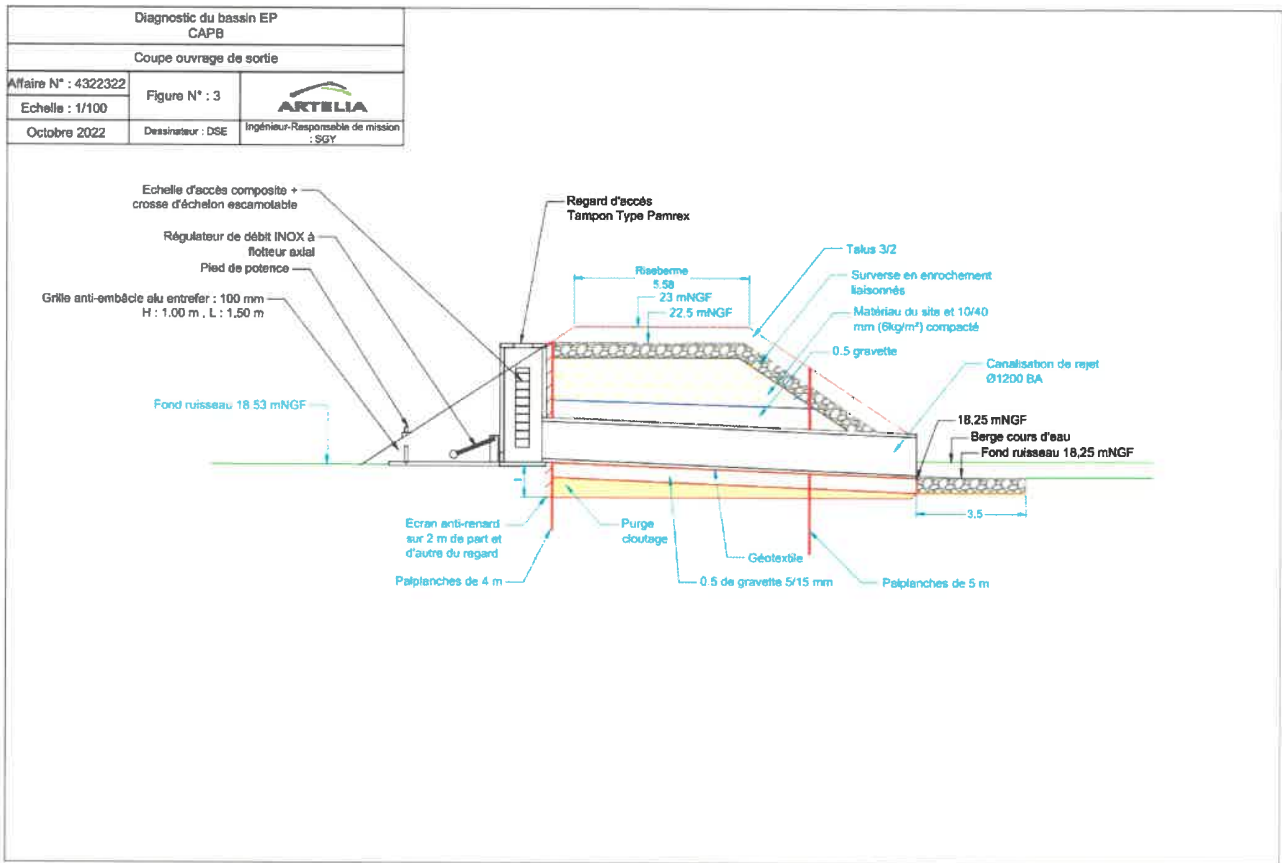 Diagnostic du bassin EP
CAPB
Coupe ouvrage de sortie
Affaire N° : 4322322
Echelle : 1/100
Figure N° : 3
ARTELIA
Octobre 2022
Dessinateur : DSE
Ingénieur-Responsable de mission
: SGY
Echelle d'accès composite +
crosse d'échelon escamotable
Régulateur de débit INOX à
flotteur axial
Pied de potence
Grille anti-embâcle alu entrefer : 100 mm
H : 1.00 m , L : 1.50 m
Fond ruisseau 18.53 mNGF
Regard d'accès
Tampon Type Pamrex
Risberme
5.58
23 mNGF
22.5 mNGF
Talus 3/2
Surverse en enrochement
liaisonnés
Matériau du site et 10/40
mm (6kg/m²) compacté
0.5 gravette
Canalisation de rejet
Ø1200 BA
18,25 mNGF
Berge cours d'eau
Fond ruisseau 18,25 mNGF
1
3.5
Ecran anti-renard
sur 2 m de part et
d'autre du regard
Purge
cloutage
Géotextile
Palplanches de 4 m
0.5 de gravette 5/15 mm
Palplanches de 5 m